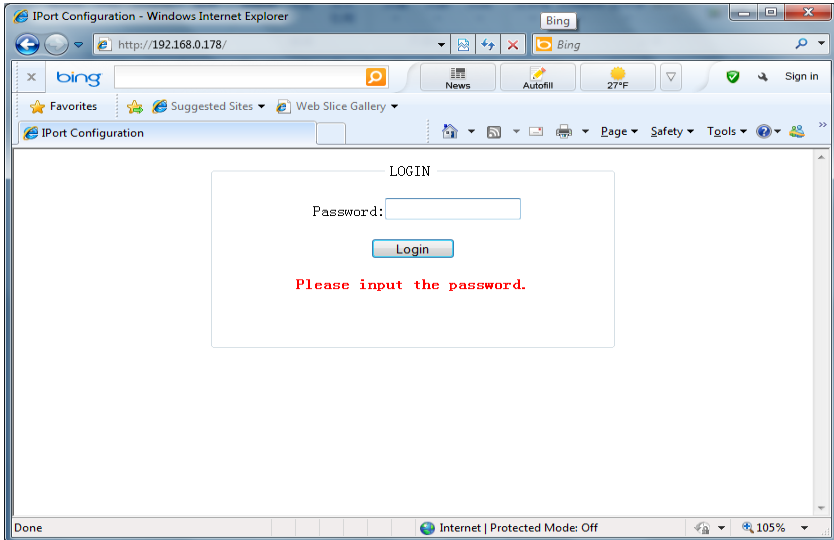 IPort Configuration - Windows Internet Explorer
Bing
http://192.168.0.178/
Bing
bing
News
Autofill
27°F
Sign in
Favorites
Suggested Sites
Web Slice Gallery
IPort Configuration
Page
Safety
Tools
»
LOGIN
Password:
Login
Please input the password.
Done
Internet | Protected Mode: Off
105%